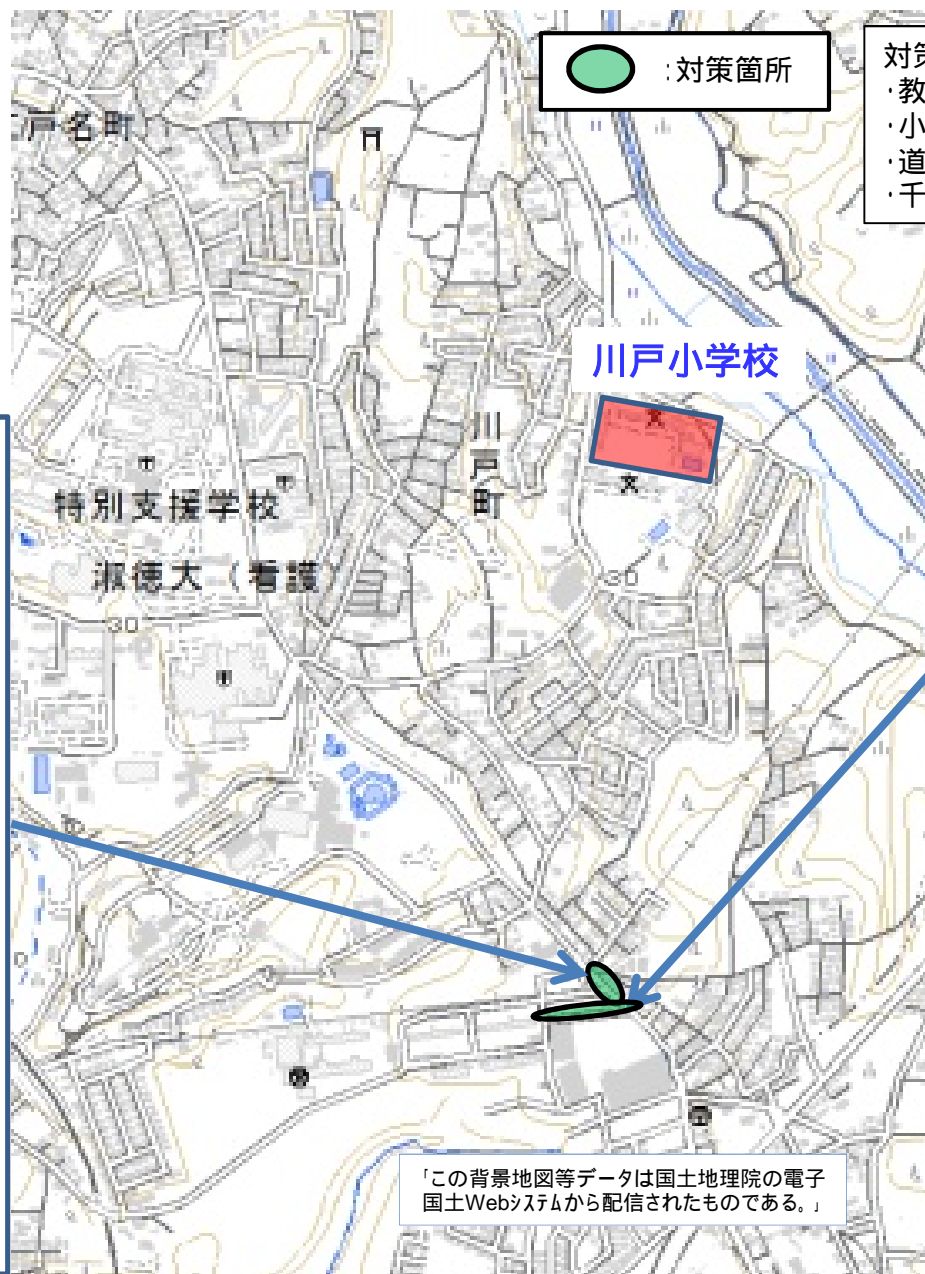 :対策箇所
対策
・教
・小
・道
・千
戸名町
川戸小学校
川戸町
特別支援学校
淑徳大(看護
30
30
「この背景地図等データは国土地理院の電子
国土Webシステムから配信されたものである。」